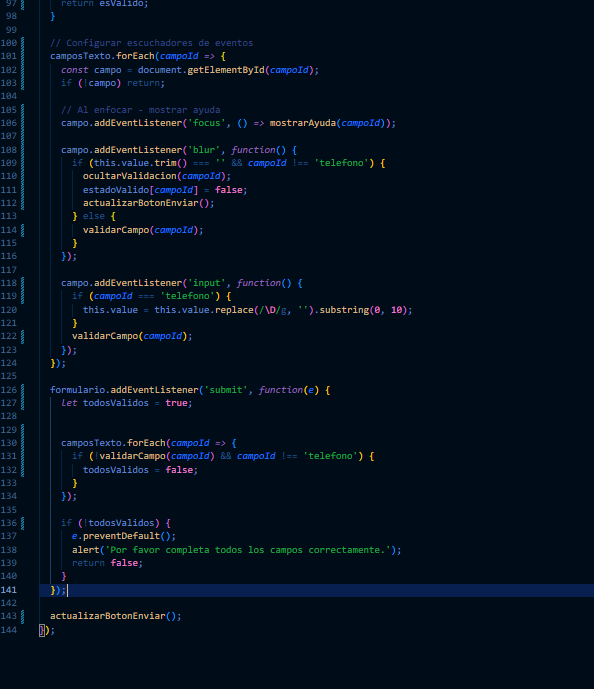 97 return esValido;
98 }
99
100 // Configurar escuchadores de eventos
101 camposTexto.forEach(campoId => {
102 const campo = document.getElementById(campoId);
103 if (!campo) return;
104
105 // Al enfocar - mostrar ayuda
106 campo.addEventListener('focus', () => mostrarAyuda(campoId));
107
108 campo.addEventListener('blur', function() {
109 if (this.value.trim() === '' && campoId !== 'telefono') {
110 ocultarValidacion(campoId);
111 estadoValido[campoId] = false;
112 actualizarBotonEnviar();
113 } else {
114 validarCampo(campoId);
115 }
116 });
117
118 campo.addEventListener('input', function() {
119 if (campoId === 'telefono') {
120 this.value = this.value.replace(/\D/g, '').substring(0, 10);
121 }
122 validarCampo(campoId);
123 });
124 });
125
126 formulario.addEventListener('submit', function(e) {
127 let todosValidos = true;
128
129
130 camposTexto.forEach(campoId => {
131 if (!validarCampo(campoId) && campoId !== 'telefono') {
132 todosValidos = false;
133 }
134 });
135
136 if (!todosValidos) {
137 e.preventDefault();
138 alert('Por favor completa todos los campos correctamente.');
139 return false;
140 }
141 });
142
143 actualizarBotonEnviar();
144 });